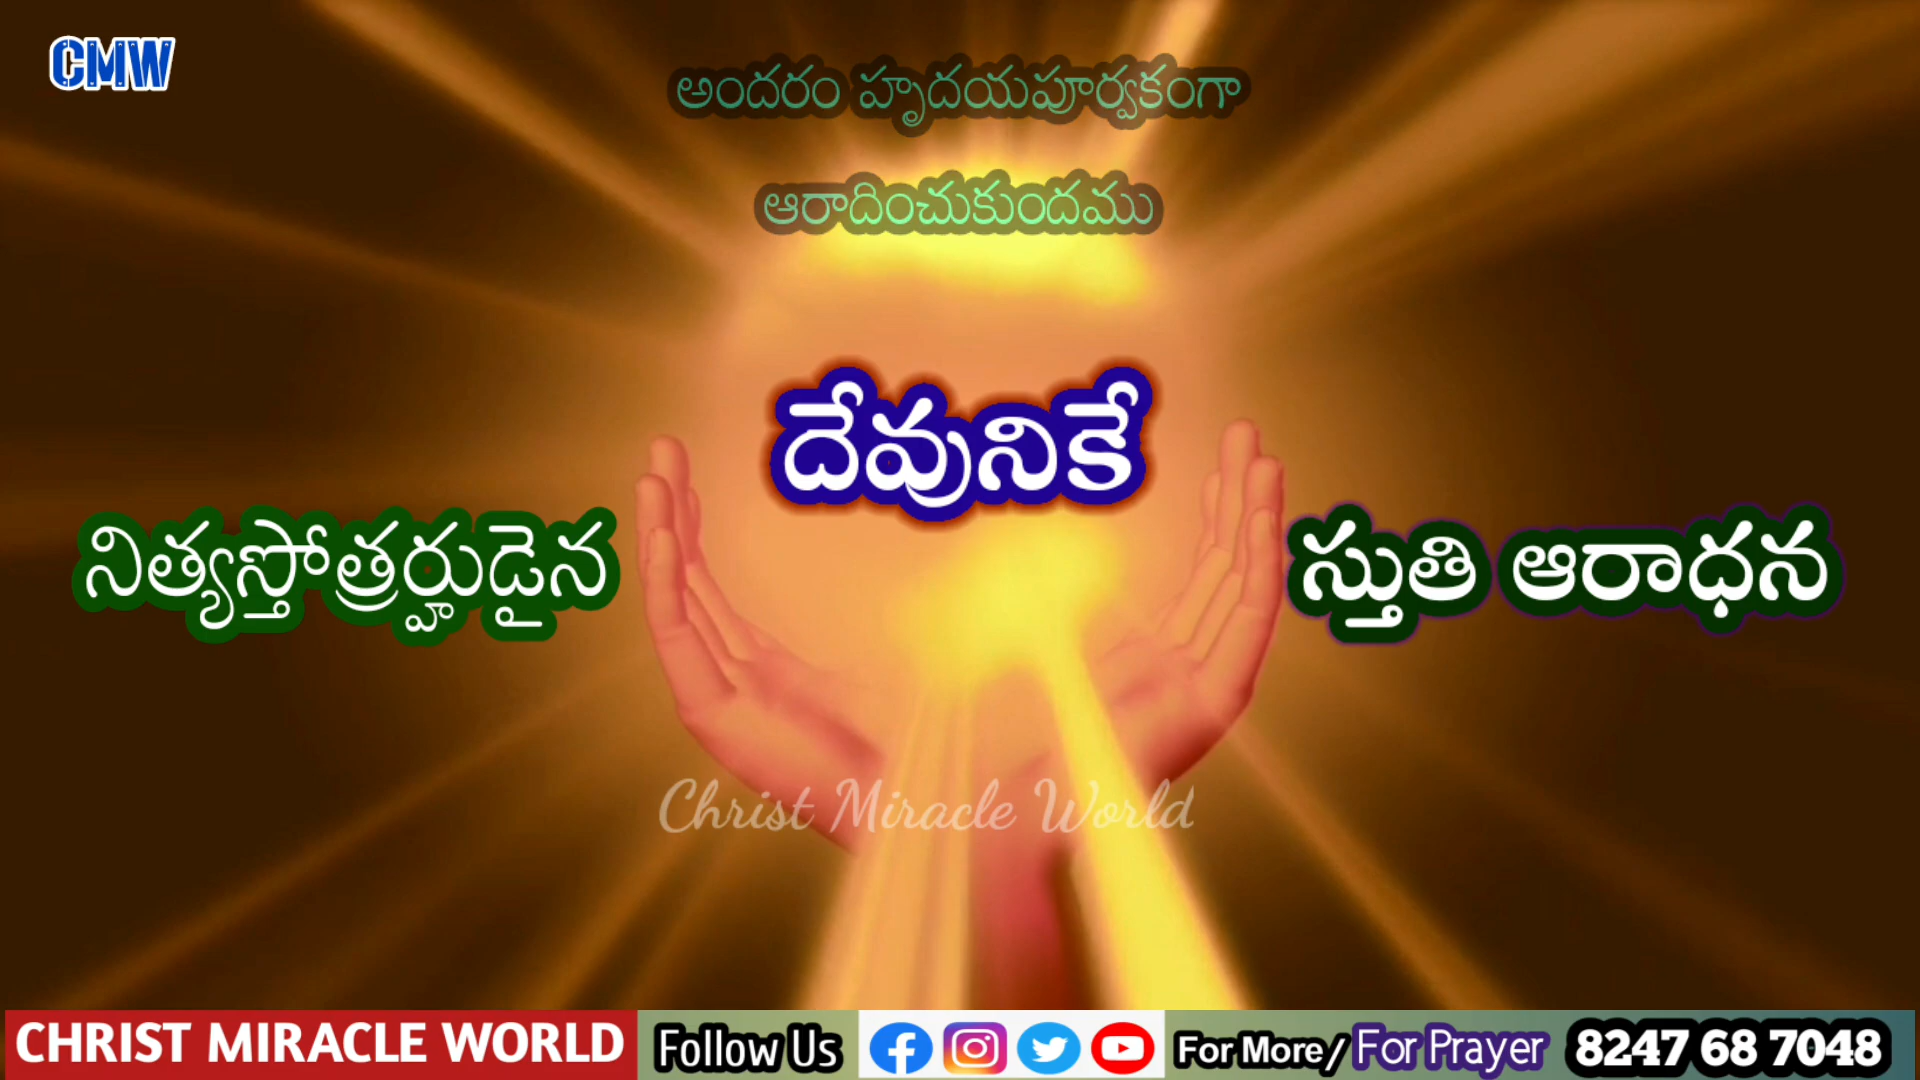 CMW
అందరం హృదయపూర్వకంగా
ఆరాదించుకుందము
దేవునికే
నిత్యస్తోత్రర్హుడైన
స్తుతి ఆరాధన
Christ Miracle World
CHRIST MIRACLE WORLD Follow Us For More/ For Prayer 8247 68 7048